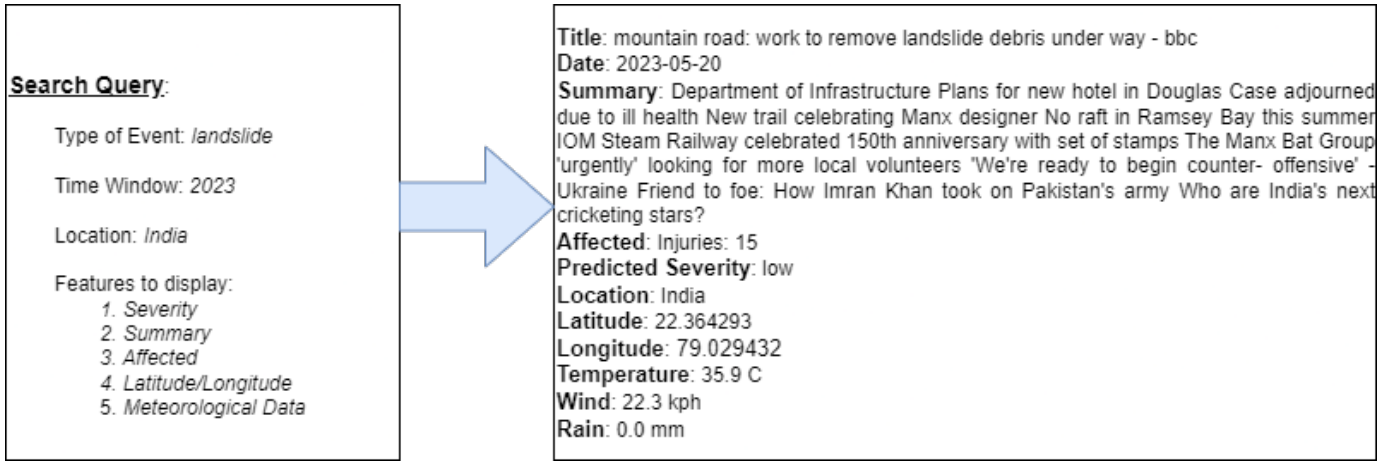 Search Query:
Type of Event: landslide
Time Window: 2023
Location: India
Features to display:
1. Severity
2. Summary
3. Affected
4. Latitude/Longitude
5. Meteorological Data
Title: mountain road: work to remove landslide debris under way - bbc
Date: 2023-05-20
Summary: Department of Infrastructure Plans for new hotel in Douglas Case adjourned
due to ill health New trail celebrating Manx designer No raft in Ramsey Bay this summer
IOM Steam Railway celebrated 150th anniversary with set of stamps The Manx Bat Group
'urgently' looking for more local volunteers 'We're ready to begin counter- offensive' -
Ukraine Friend to foe: How Imran Khan took on Pakistan's army Who are India's next
cricketing stars?
Affected: Injuries: 15
Predicted Severity: low
Location: India
Latitude: 22.364293
Longitude: 79.029432
Temperature: 35.9 C
Wind: 22.3 kph
Rain: 0.0 mm